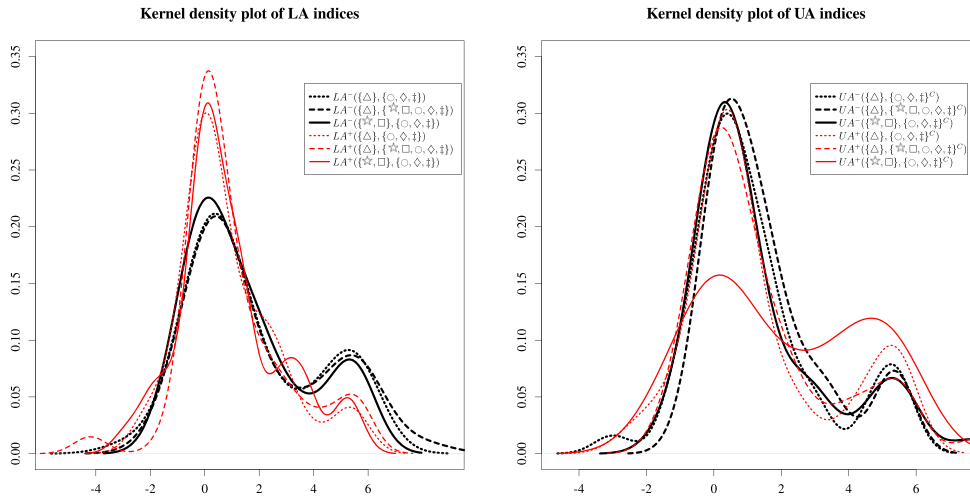 Kernel density plot of LA indices
0.35
0.30
0.25
0.20
0.15
0.10
0.05
0.00
-4
-2
0
2
4
6
LA⁻({△}, {○, ◇, ‡})
LA⁻({△}, {☆, □, ○, ◇, ‡})
LA⁻({☆, □}, {○, ◇, ‡})
LA⁺({△}, {○, ◇, ‡})
LA⁺({△}, {☆, □, ○, ◇, ‡})
LA⁺({☆, □}, {○, ◇, ‡})
Kernel density plot of UA indices
0.35
0.30
0.25
0.20
0.15
0.10
0.05
0.00
-4
-2
0
2
4
6
UA⁻({△}, {○, ◇, ‡}ᶜ)
UA⁻({△}, {☆, □, ○, ◇, ‡}ᶜ)
UA⁻({☆, □}, {○, ◇, ‡}ᶜ)
UA⁺({△}, {○, ◇, ‡}ᶜ)
UA⁺({△}, {☆, □, ○, ◇, ‡}ᶜ)
UA⁺({☆, □}, {○, ◇, ‡}ᶜ)